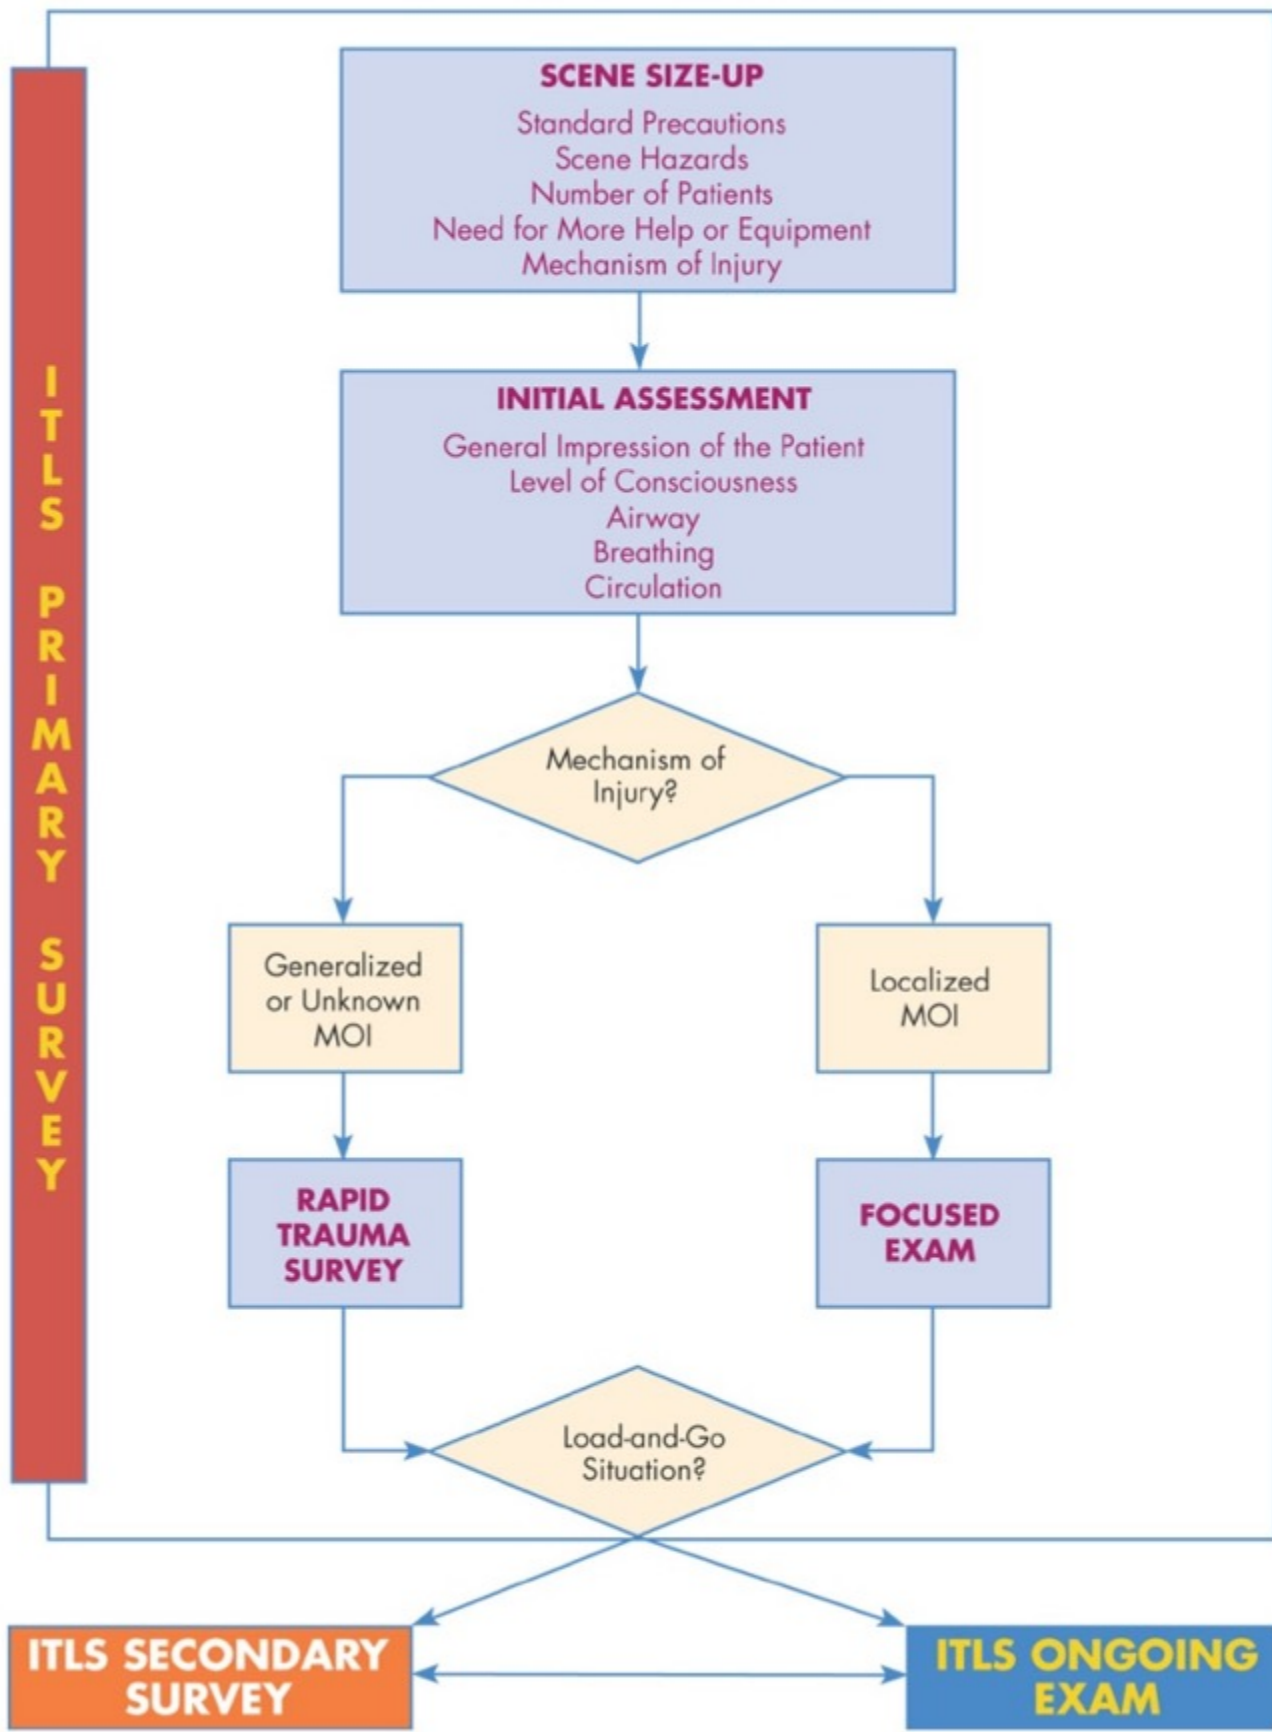 ITLS PRIMARY SURVEY
SCENE SIZE-UP
Standard Precautions
Scene Hazards
Number of Patients
Need for More Help or Equipment
Mechanism of Injury
INITIAL ASSESSMENT
General Impression of the Patient
Level of Consciousness
Airway
Breathing
Circulation
Mechanism of
Injury?
Generalized
or Unknown
MOI
Localized
MOI
RAPID
TRAUMA
SURVEY
FOCUSED
EXAM
Load-and-Go
Situation?
ITLS SECONDARY
SURVEY
ITLS ONGOING
EXAM